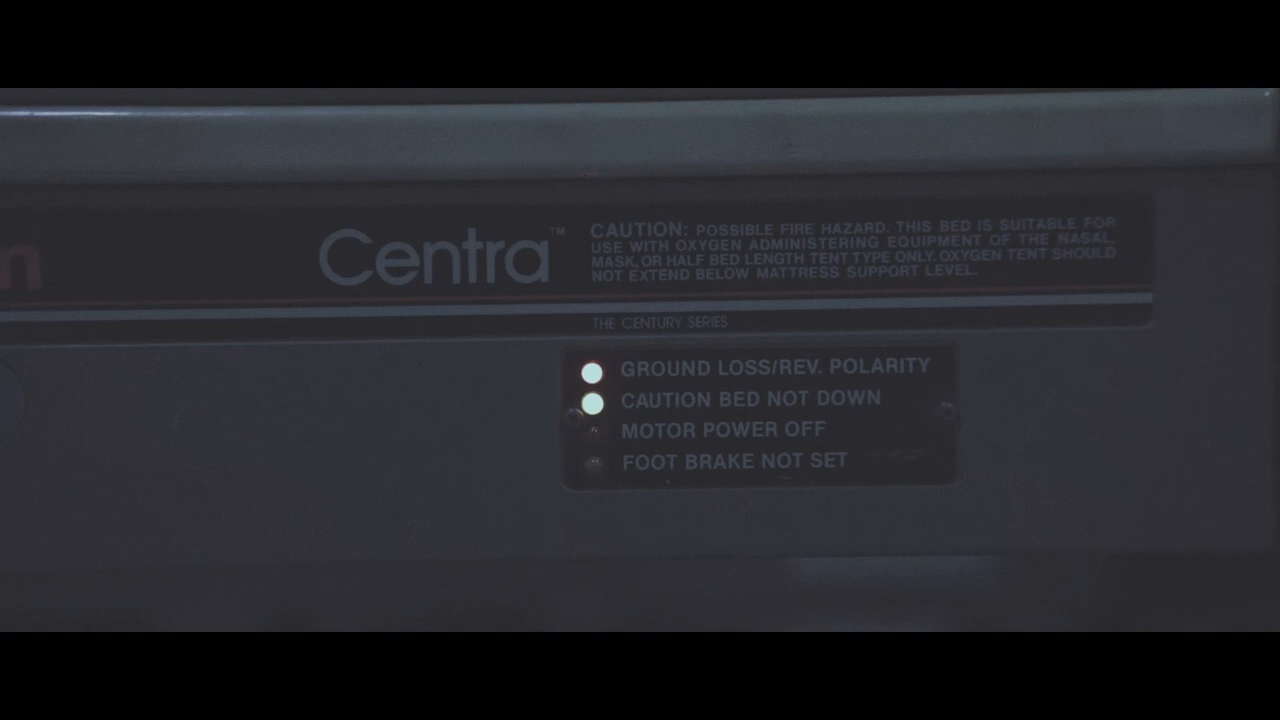 m
Centra™
CAUTION: POSSIBLE FIRE HAZARD. THIS BED IS SUITABLE FOR
USE WITH OXYGEN ADMINISTERING EQUIPMENT OF THE NASAL,
MASK, OR HALF BED LENGTH TENT TYPE ONLY. OXYGEN TENT SHOULD
NOT EXTEND BELOW MATTRESS SUPPORT LEVEL.
THE CENTURY SERIES
GROUND LOSS/REV. POLARITY
CAUTION BED NOT DOWN
MOTOR POWER OFF
FOOT BRAKE NOT SET